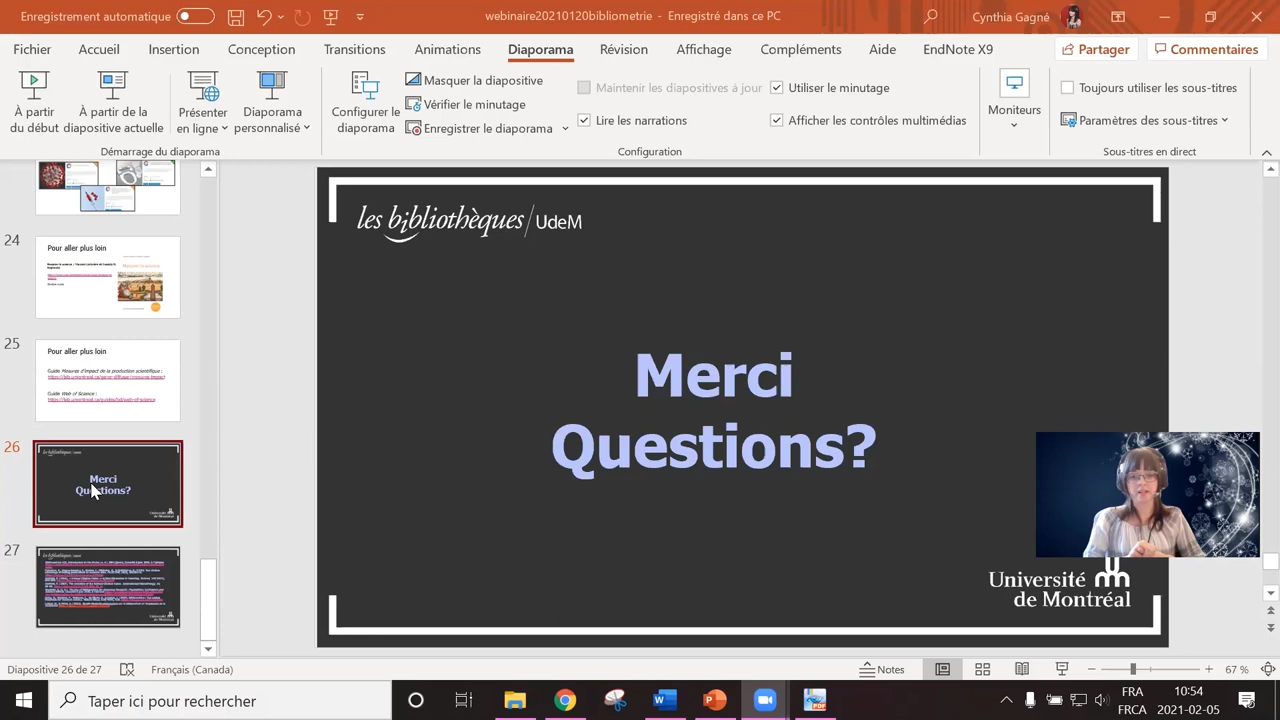 Enregistrement automatique
webinaire20210120bibliometrie - Enregistré dans ce PC
Cynthia Gagné
Fichier Accueil Insertion Conception Transitions Animations Diaporama Révision Affichage Compléments Aide EndNote X9 Partager Commentaires
À partir du début
À partir de la diapositive actuelle
Présenter en ligne
Diaporama personnalisé
Démarrage du diaporama
Configurer le diaporama
Masquer la diapositive
Vérifier le minutage
Enregistrer le diaporama
Maintenir les diapositives à jour
Lire les narrations
Utiliser le minutage
Afficher les contrôles multimédias
Configuration
Moniteurs
Toujours utiliser les sous-titres
Paramètres des sous-titres
Sous-titres en direct
24
Pour aller plus loin
25
Pour aller plus loin
Guide Mesures d'impact de la production scientifique :
Guide Web of Science :
26
Merci
Questions?
27
les bibliothèques/UdeM
Merci
Questions?
Université de Montréal
Diapositive 26 de 27
Français (Canada)
Notes
67 %
Taper ici pour rechercher
FRA
FRCA
10:54
2021-02-05